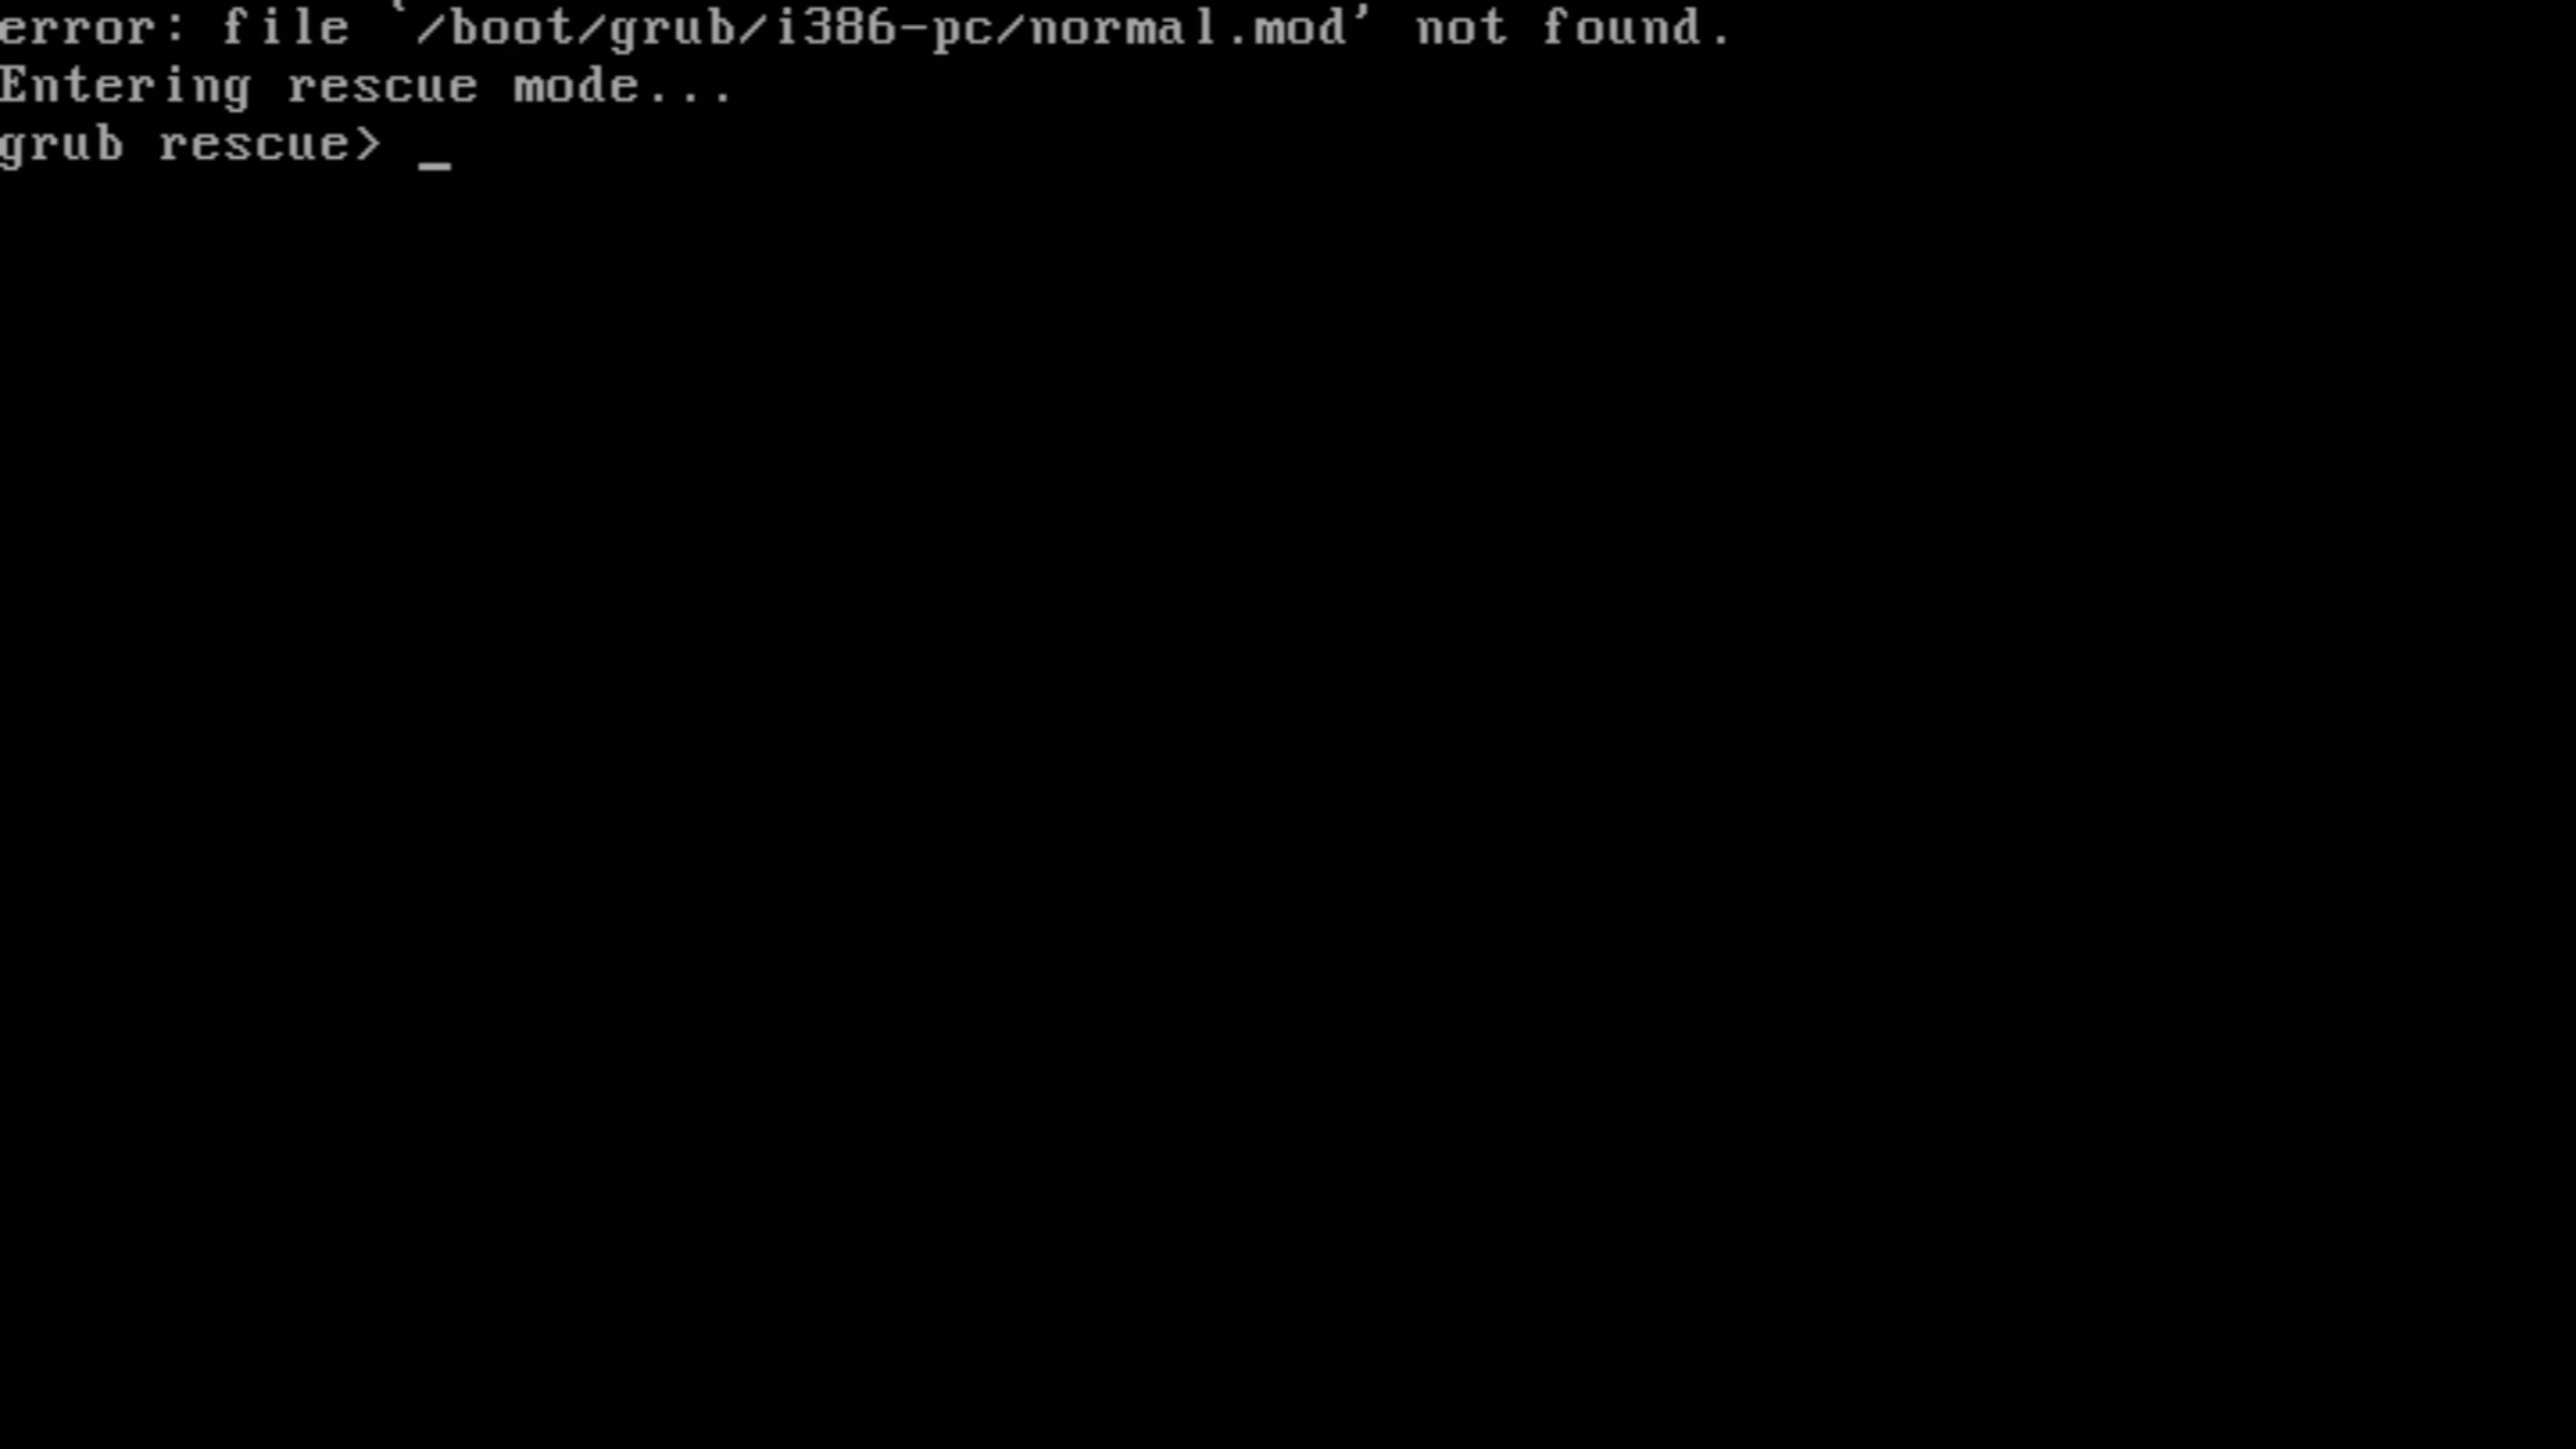 error: file `/boot/grub/i386-pc/normal.mod' not found.
Entering rescue mode...
grub rescue> _